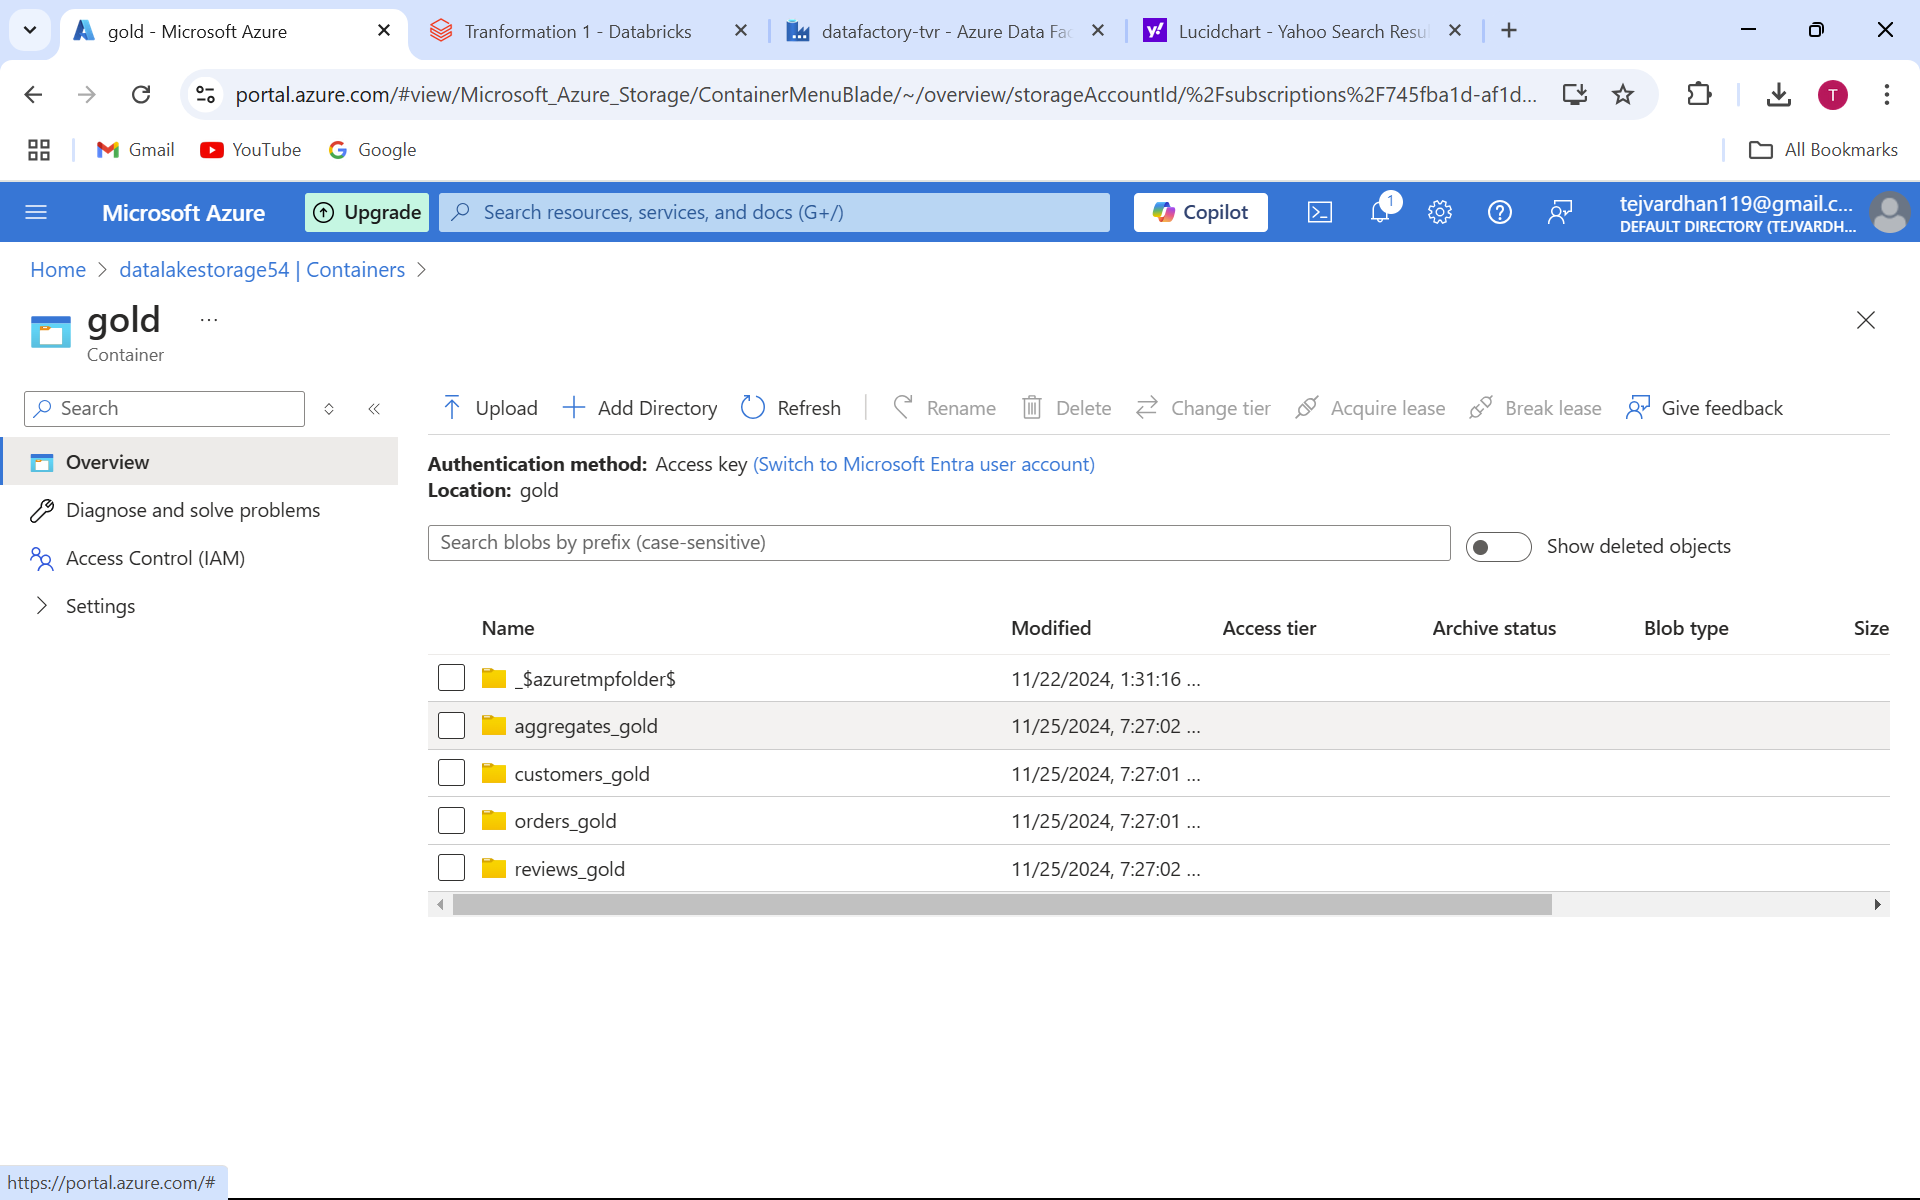 gold - Microsoft Azure
Tranformation 1 - Databricks
datafactory-tvr - Azure Data Fac
Lucidchart - Yahoo Search Resul
portal.azure.com/#view/Microsoft_Azure_Storage/ContainerMenuBlade/~/overview/storageAccountId/%2Fsubscriptions%2F745fba1d-af1d...
T
Gmail
YouTube
Google
All Bookmarks
Microsoft Azure
Upgrade
Search resources, services, and docs (G+/)
Copilot
1
tejvardhan119@gmail.c...
DEFAULT DIRECTORY (TEJVARDH...
Home > datalakestorage54 | Containers >
gold ...
Container
Search
Upload
Add Directory
Refresh
Rename
Delete
Change tier
Acquire lease
Break lease
Give feedback
Overview
Diagnose and solve problems
Access Control (IAM)
Settings
Authentication method: Access key (Switch to Microsoft Entra user account)
Location: gold
Search blobs by prefix (case-sensitive)
Show deleted objects
Name Modified Access tier Archive status Blob type Size
_$azuretmpfolder$ 11/22/2024, 1:31:16 ...
aggregates_gold 11/25/2024, 7:27:02 ...
customers_gold 11/25/2024, 7:27:01 ...
orders_gold 11/25/2024, 7:27:01 ...
reviews_gold 11/25/2024, 7:27:02 ...
https://portal.azure.com/#